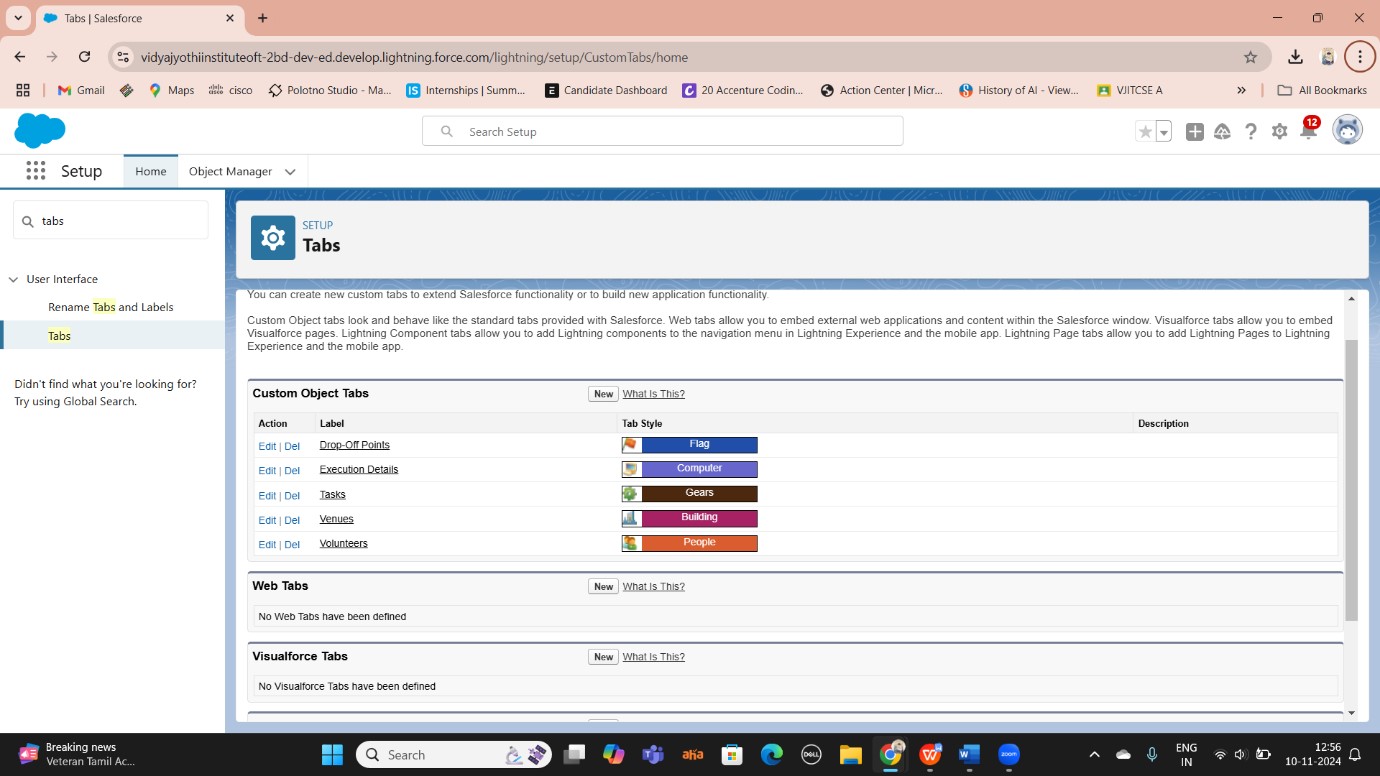 Tabs | Salesforce
vidyajyothiinstituteoft-2bd-dev-ed.develop.lightning.force.com/lightning/setup/CustomTabs/home
Gmail Maps cisco Polotno Studio - Ma... Internships | Summ... Candidate Dashboard 20 Accenture Codin... Action Center | Micr... History of AI - View... VJITCSE A » All Bookmarks
Search Setup
12
Setup Home Object Manager
tabs
User Interface
Rename Tabs and Labels
Tabs
Didn't find what you're looking for?
Try using Global Search.
SETUP
Tabs
You can create new custom tabs to extend Salesforce functionality or to build new application functionality.
Custom Object tabs look and behave like the standard tabs provided with Salesforce. Web tabs allow you to embed external web applications and content within the Salesforce window. Visualforce tabs allow you to embed
Visualforce pages. Lightning Component tabs allow you to add Lightning components to the navigation menu in Lightning Experience and the mobile app. Lightning Page tabs allow you to add Lightning Pages to Lightning
Experience and the mobile app.
Custom Object Tabs New What Is This?
Action Label Tab Style Description
Edit | Del Drop-Off Points Flag
Edit | Del Execution Details Computer
Edit | Del Tasks Gears
Edit | Del Venues Building
Edit | Del Volunteers People
Web Tabs New What Is This?
No Web Tabs have been defined
Visualforce Tabs New What Is This?
No Visualforce Tabs have been defined
Breaking news
Veteran Tamil Ac...
Search
aha
DELL
zoom
ENG
IN
12:56
10-11-2024